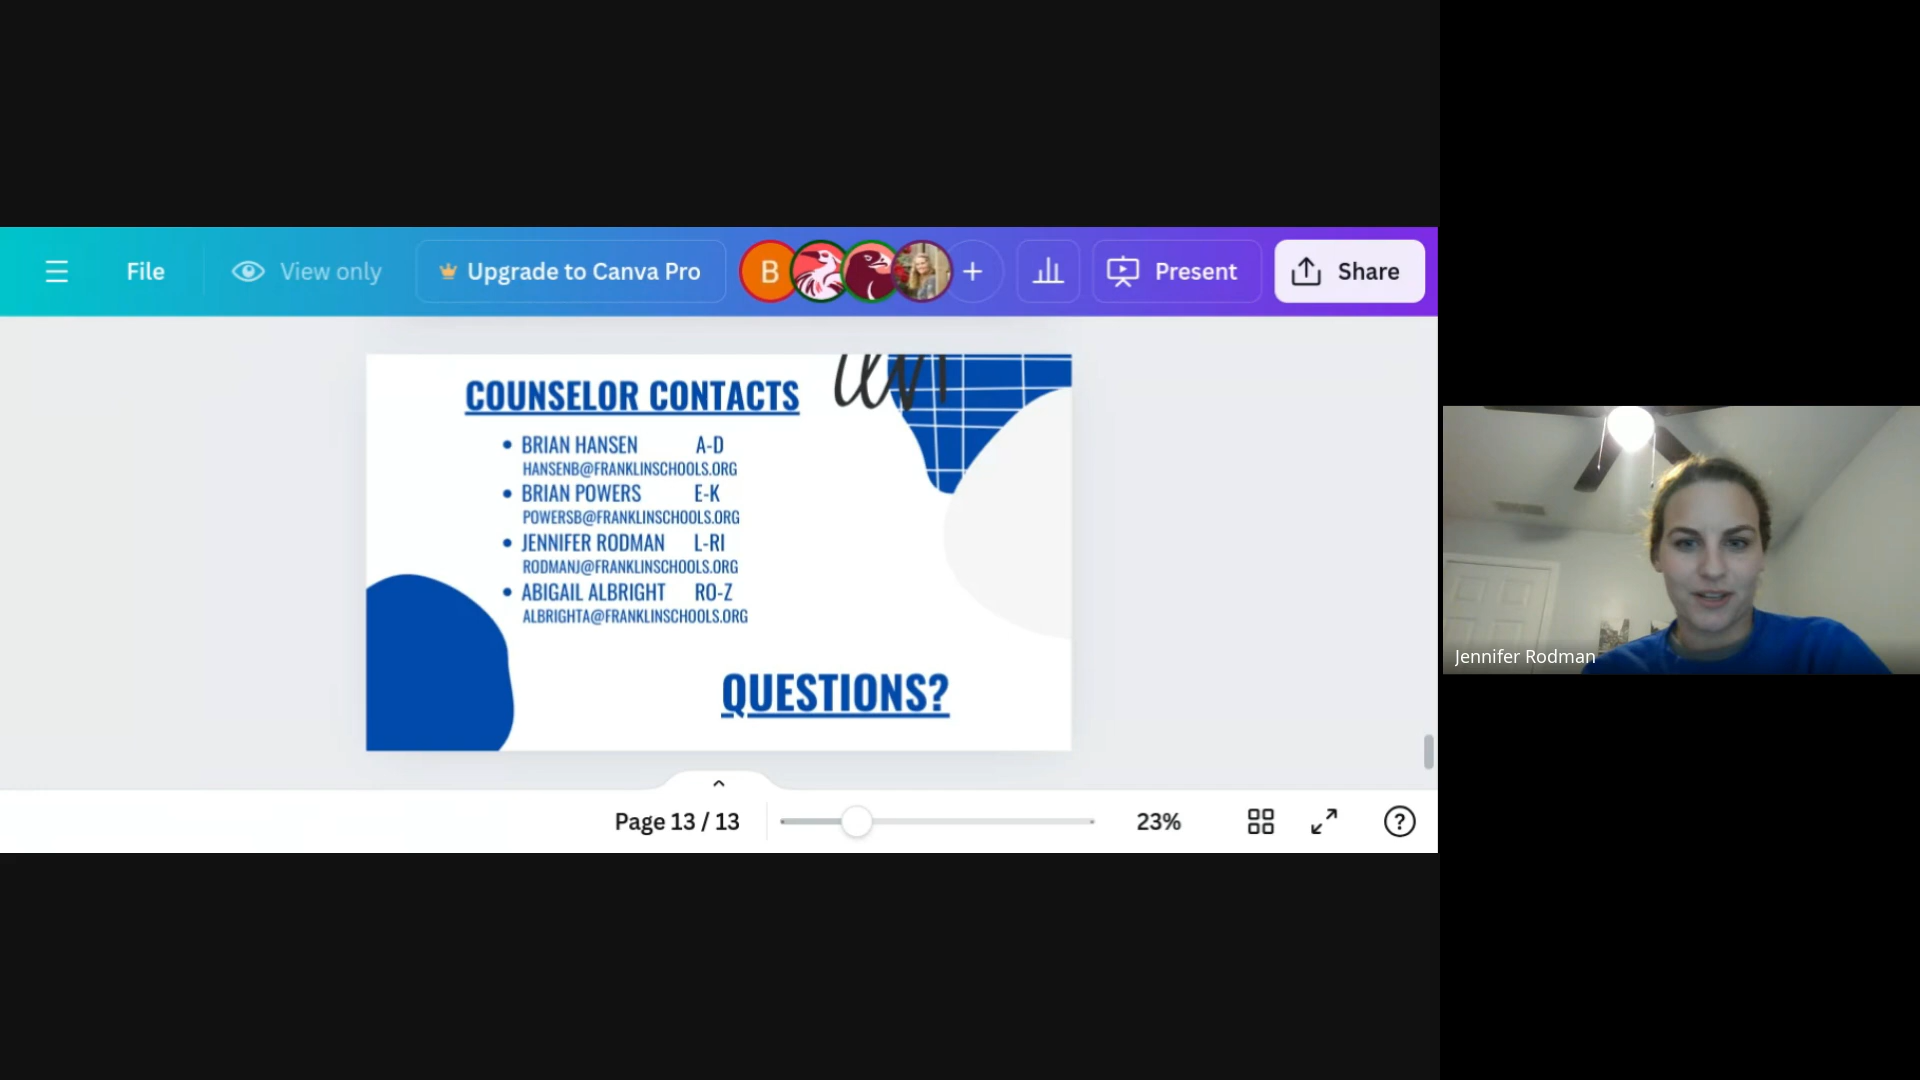 File
View only
Upgrade to Canva Pro
B
Present
Share
COUNSELOR CONTACTS
BRIAN HANSEN A-D
HANSENB@FRANKLINSCHOOLS.ORG
BRIAN POWERS E-K
POWERSB@FRANKLINSCHOOLS.ORG
JENNIFER RODMAN L-RI
RODMANJ@FRANKLINSCHOOLS.ORG
ABIGAIL ALBRIGHT RO-Z
ALBRIGHTA@FRANKLINSCHOOLS.ORG
QUESTIONS?
Page 13 / 13
23%
Jennifer Rodman